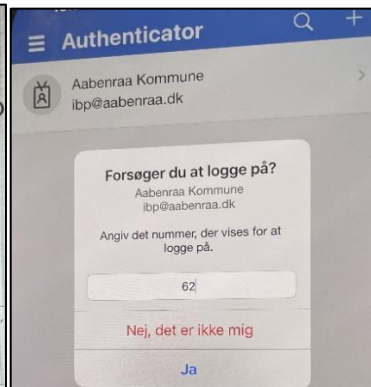 Authenticator
Aabenraa Kommune
ibp@aabenraa.dk
Forsøger du at logge på?
Aabenraa Kommune
ibp@aabenraa.dk
Angiv det nummer, der vises for at
logge på.
62
Nej, det er ikke mig
Ja